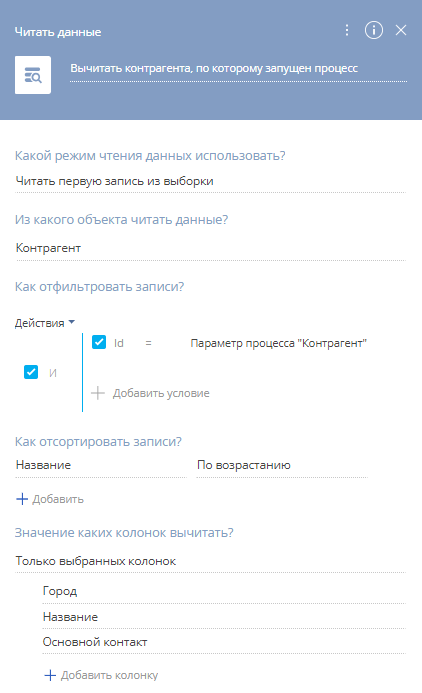 Читать данные
Вычитать контрагента, по которому запущен процесс
Какой режим чтения данных использовать?
Читать первую запись из выборки
Из какого объекта читать данные?
Контрагент
Как отфильтровать записи?
Действия
Id = Параметр процесса "Контрагент"
И
Добавить условие
Как отсортировать записи?
Название По возрастанию
Добавить
Значение каких колонок вычитать?
Только выбранных колонок
Город
Название
Основной контакт
Добавить колонку